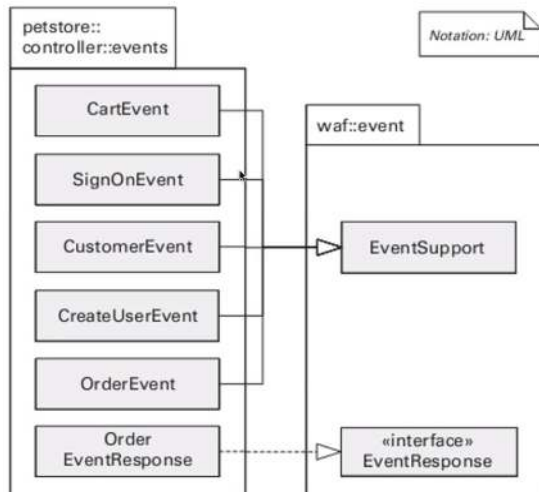 petstore::
controller::events
Notation: UML
CartEvent
waf::event
SignOnEvent
CustomerEvent
EventSupport
CreateUserEvent
OrderEvent
Order
EventResponse
«interface»
EventResponse